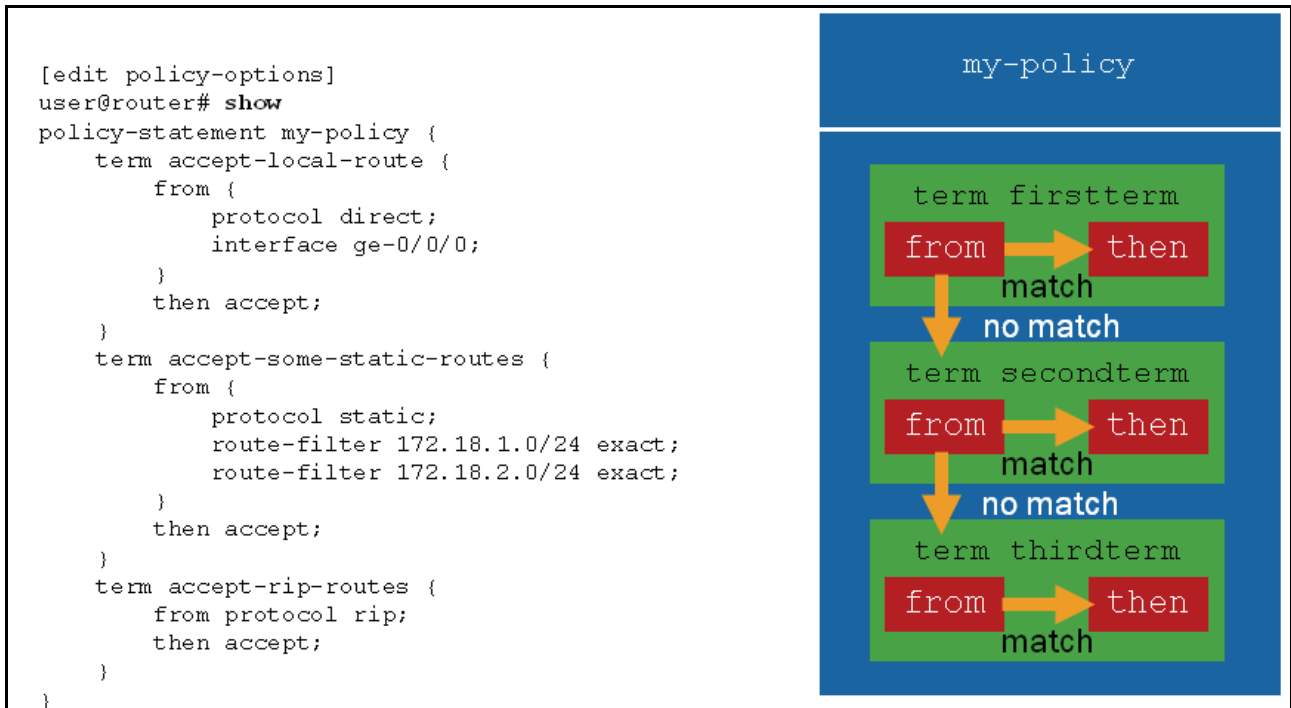 [edit policy-options]
user@router# show
policy-statement my-policy {
    term accept-local-route {
        from {
            protocol direct;
            interface ge-0/0/0;
        }
        then accept;
    }
    term accept-some-static-routes {
        from {
            protocol static;
            route-filter 172.18.1.0/24 exact;
            route-filter 172.18.2.0/24 exact;
        }
        then accept;
    }
    term accept-rip-routes {
        from protocol rip;
        then accept;
    }
}
my-policy
term firstterm
from then
match
no match
term secondterm
from then
match
no match
term thirdterm
from then
match